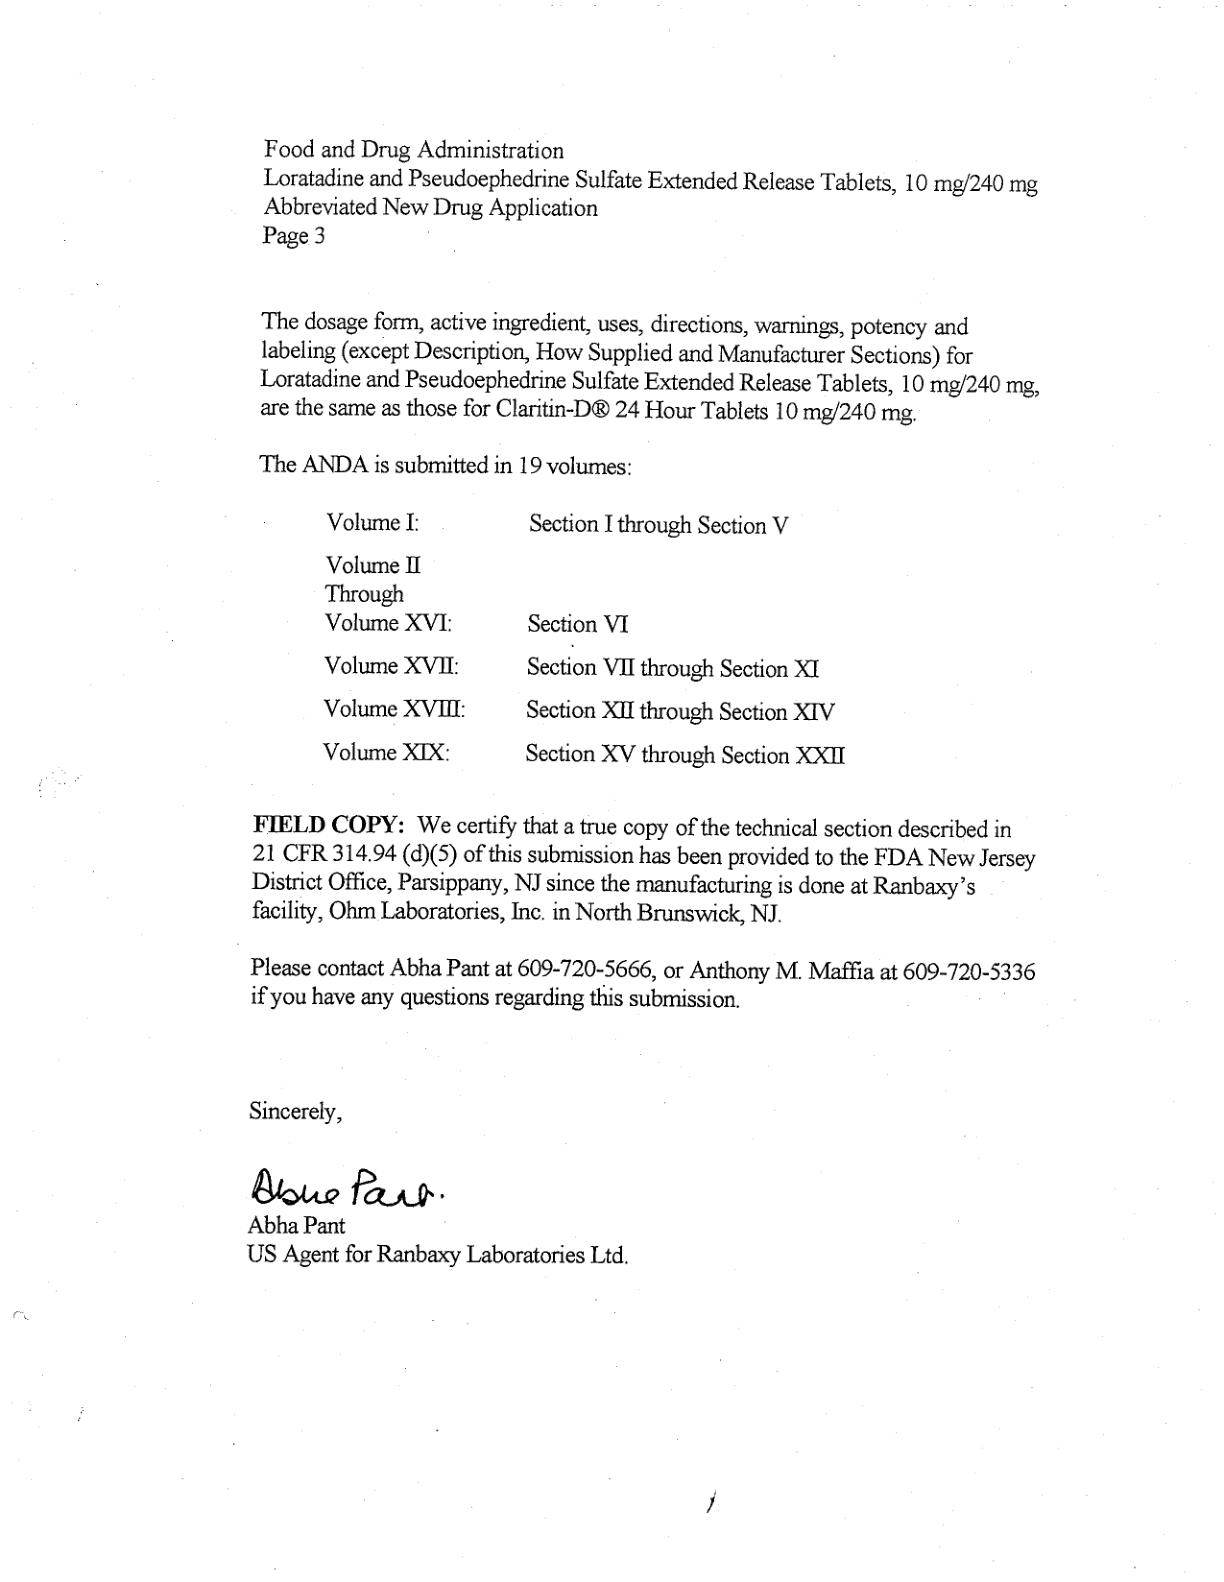 Food and Drug Administration
Loratadine and Pseudoephedrine Sulfate Extended Release Tablets, 10 mg/240 mg
Abbreviated New Drug Application
Page 3
The dosage form, active ingredient, uses, directions, warnings, potency and
labeling (except Description, How Supplied and Manufacturer Sections) for
Loratadine and Pseudoephedrine Sulfate Extended Release Tablets, 10 mg/240 mg,
are the same as those for Claritin-D® 24 Hour Tablets 10 mg/240 mg.
The ANDA is submitted in 19 volumes:
Volume I: Section I through Section V
Volume II
Through
Volume XVI: Section VI
Volume XVII: Section VII through Section XI
Volume XVIII: Section XII through Section XIV
Volume XIX: Section XV through Section XXII
FIELD COPY: We certify that a true copy of the technical section described in
21 CFR 314.94 (d)(5) of this submission has been provided to the FDA New Jersey
District Office, Parsippany, NJ since the manufacturing is done at Ranbaxy's
facility, Ohm Laboratories, Inc. in North Brunswick, NJ.
Please contact Abha Pant at 609-720-5666, or Anthony M. Maffia at 609-720-5336
if you have any questions regarding this submission.
Sincerely,
Abha Pant.
Abha Pant
US Agent for Ranbaxy Laboratories Ltd.